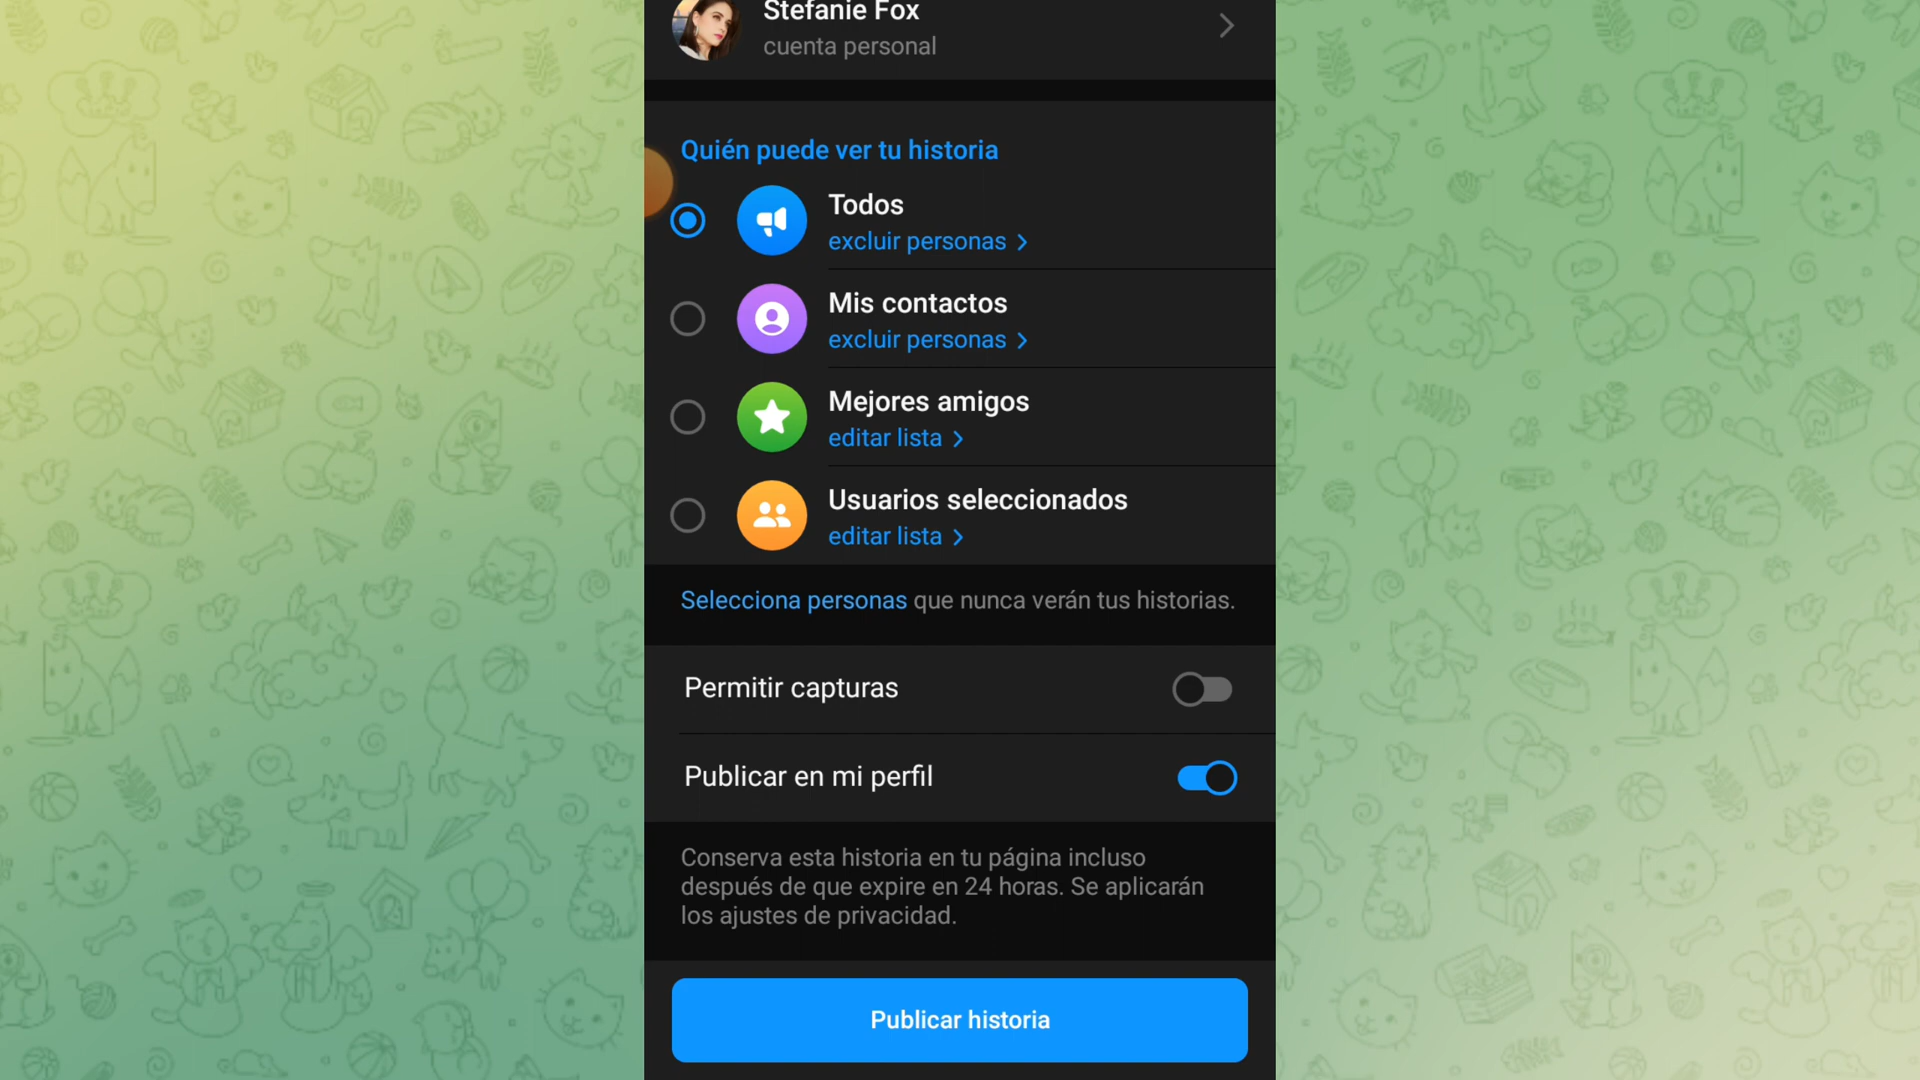 Stefanie Fox
cuenta personal
Quién puede ver tu historia
Todos
excluir personas
Mis contactos
excluir personas
Mejores amigos
editar lista
Usuarios seleccionados
editar lista
Selecciona personas que nunca verán tus historias.
Permitir capturas
Publicar en mi perfil
Conserva esta historia en tu página incluso
después de que expire en 24 horas. Se aplicarán
los ajustes de privacidad.
Publicar historia